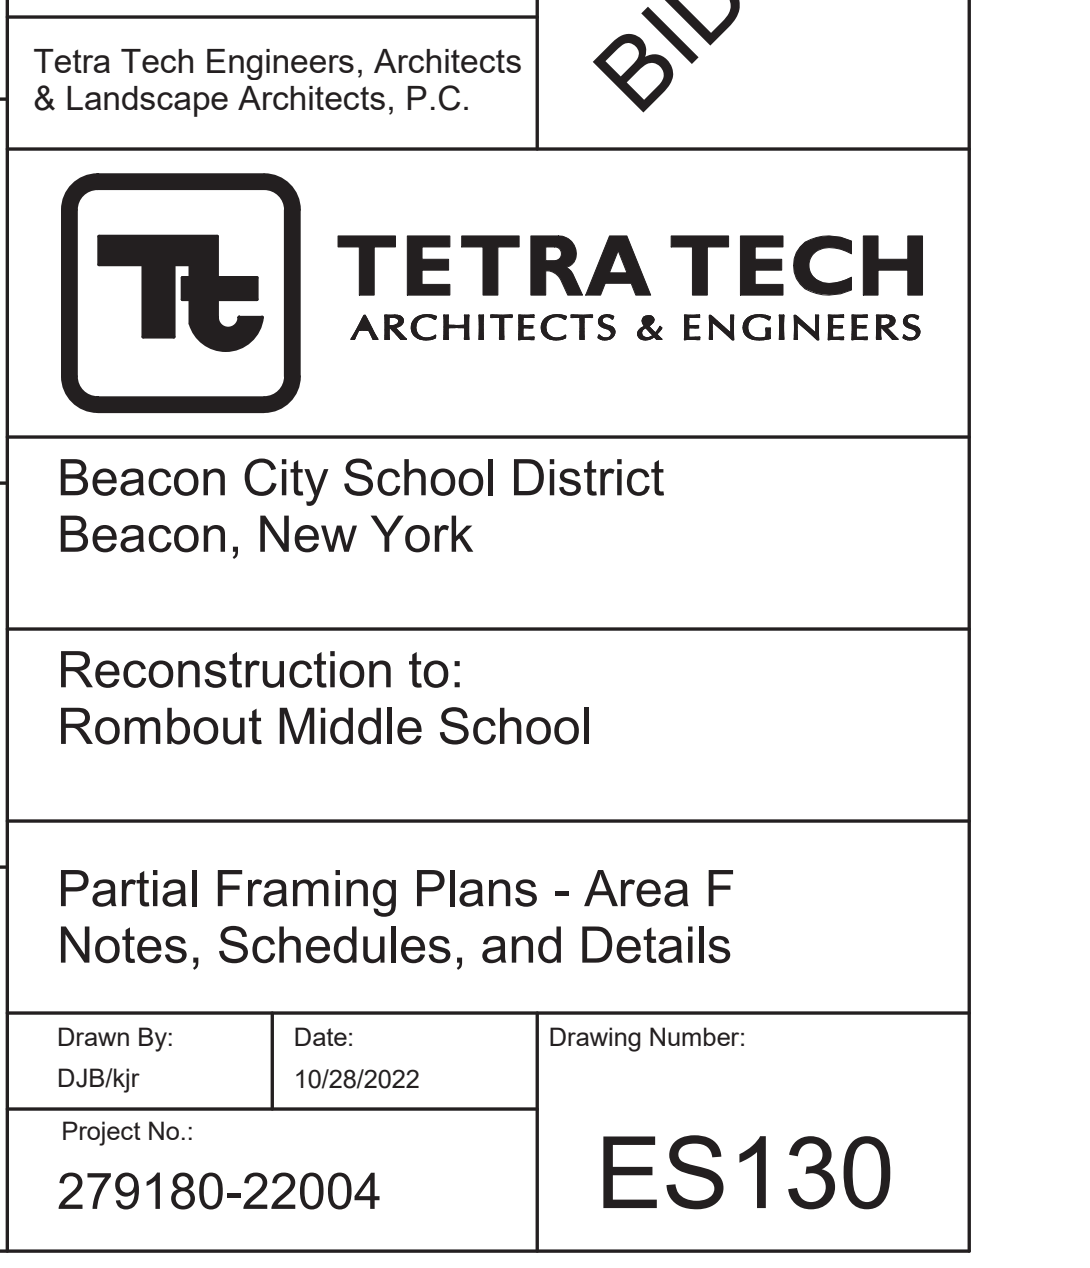 Tetra Tech Engineers, Architects
& Landscape Architects, P.C.
BID
Tt
TETRA TECH
ARCHITECTS & ENGINEERS
Beacon City School District
Beacon, New York
Reconstruction to:
Rombout Middle School
Partial Framing Plans - Area F
Notes, Schedules, and Details
Drawn By:
DJB/kjr
Date:
10/28/2022
Drawing Number:
ES130
Project No.:
279180-22004